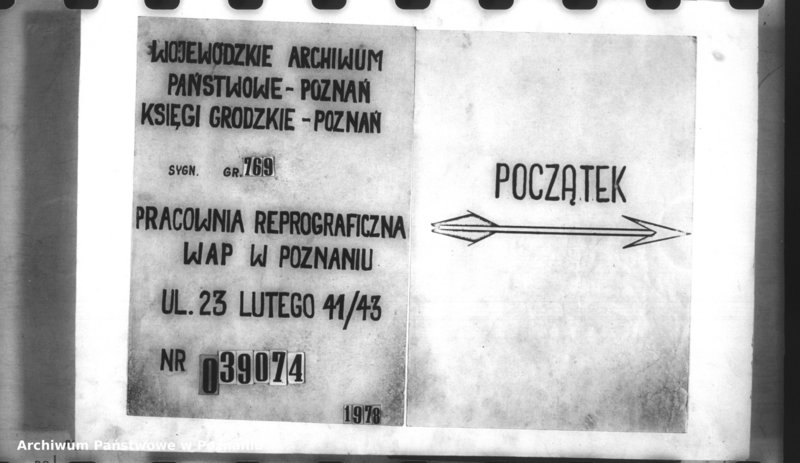 WOJEWÓDZKIE ARCHIWUM
PAŃSTWOWE - POZNAŃ
KSIĘGI GRODZKIE - POZNAŃ
SYGN. GR. 769
PRACOWNIA REPROGRAFICZNA
WAP W POZNANIU
UL. 23 LUTEGO 41/43
NR 039074
1978
POCZĄTEK
Archiwum Państwowe w Poznaniu